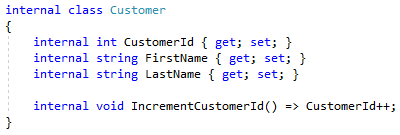 internal class Customer
{
    internal int CustomerId { get; set; }
    internal string FirstName { get; set; }
    internal string LastName { get; set; }

    internal void IncrementCustomerId() => CustomerId++;
}